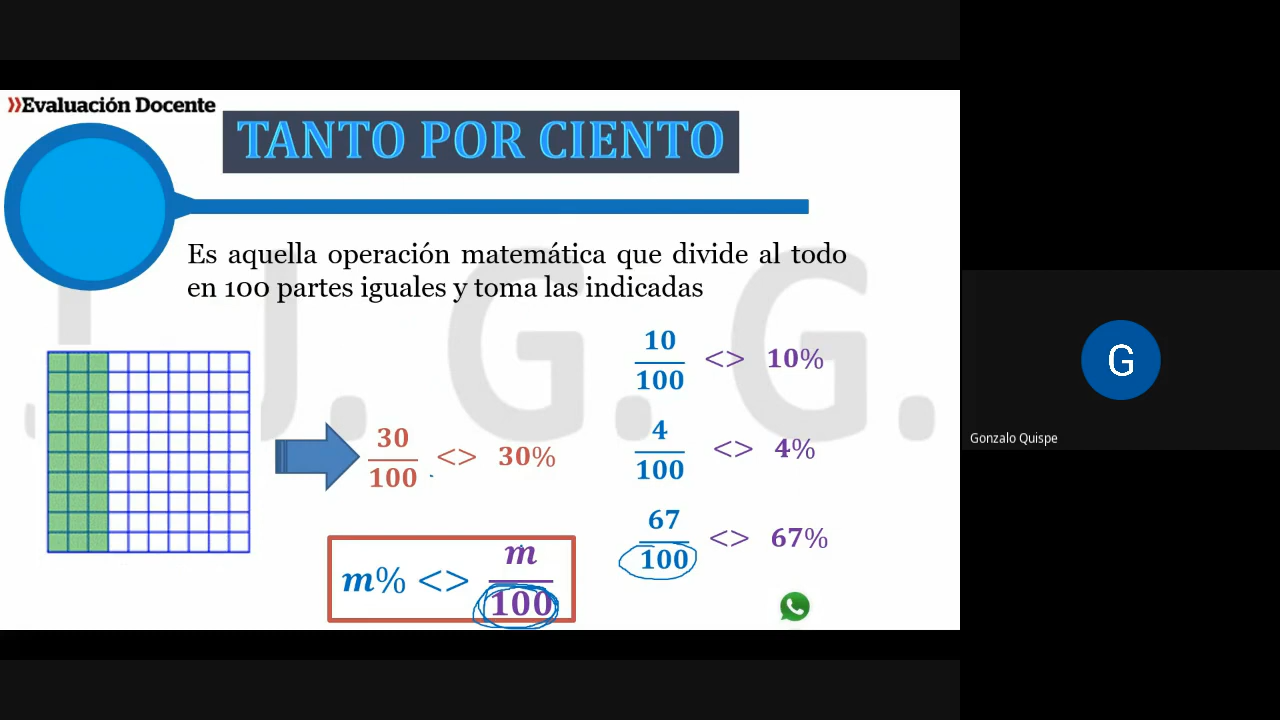 »Evaluación Docente
TANTO POR CIENTO
Es aquella operación matemática que divide al todo
en 100 partes iguales y toma las indicadas
10/100 <> 10%
30/100 <> 30%
4/100 <> 4%
67/100 <> 67%
m% <> m/100
J. G. G.
G
Gonzalo Quispe